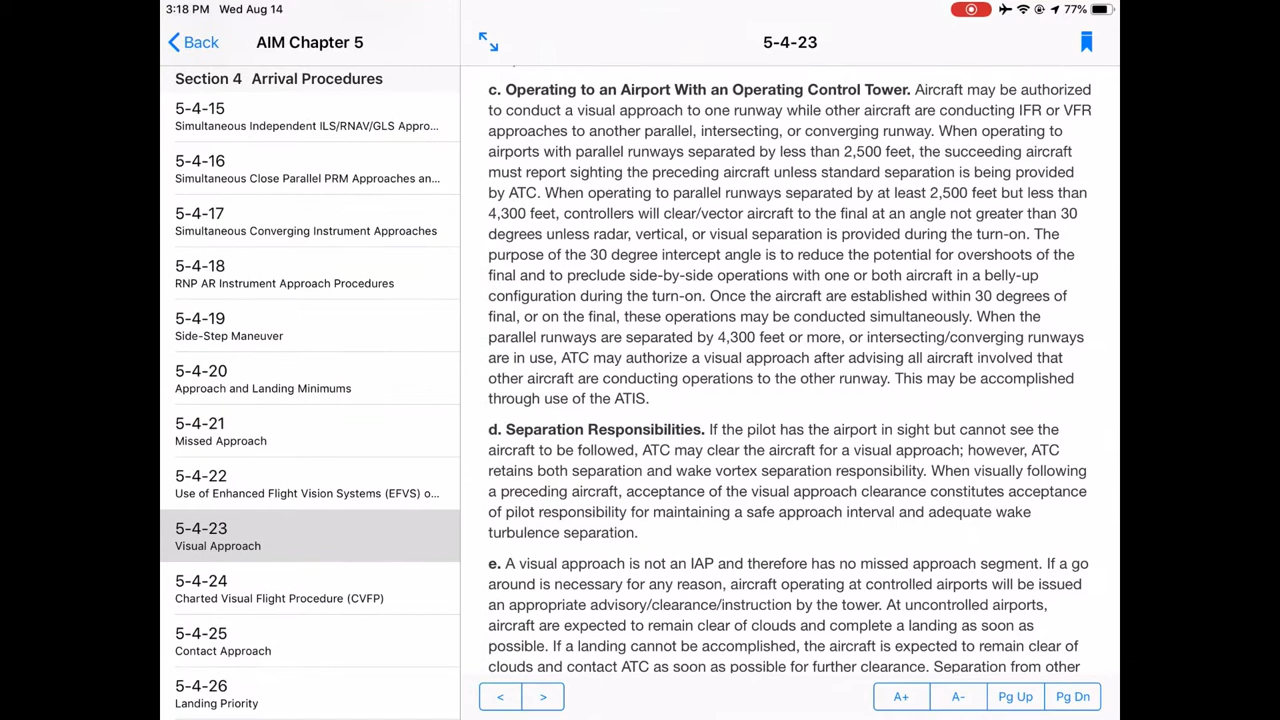 3:18 PM Wed Aug 14
77%
Back
AIM Chapter 5
5-4-23
Section 4 Arrival Procedures
5-4-15
Simultaneous Independent ILS/RNAV/GLS Appro...
5-4-16
Simultaneous Close Parallel PRM Approaches an...
5-4-17
Simultaneous Converging Instrument Approaches
5-4-18
RNP AR Instrument Approach Procedures
5-4-19
Side-Step Maneuver
5-4-20
Approach and Landing Minimums
5-4-21
Missed Approach
5-4-22
Use of Enhanced Flight Vision Systems (EFVS) o...
5-4-23
Visual Approach
5-4-24
Charted Visual Flight Procedure (CVFP)
5-4-25
Contact Approach
5-4-26
Landing Priority
c. Operating to an Airport With an Operating Control Tower. Aircraft may be authorized
to conduct a visual approach to one runway while other aircraft are conducting IFR or VFR
approaches to another parallel, intersecting, or converging runway. When operating to
airports with parallel runways separated by less than 2,500 feet, the succeeding aircraft
must report sighting the preceding aircraft unless standard separation is being provided
by ATC. When operating to parallel runways separated by at least 2,500 feet but less than
4,300 feet, controllers will clear/vector aircraft to the final at an angle not greater than 30
degrees unless radar, vertical, or visual separation is provided during the turn-on. The
purpose of the 30 degree intercept angle is to reduce the potential for overshoots of the
final and to preclude side-by-side operations with one or both aircraft in a belly-up
configuration during the turn-on. Once the aircraft are established within 30 degrees of
final, or on the final, these operations may be conducted simultaneously. When the
parallel runways are separated by 4,300 feet or more, or intersecting/converging runways
are in use, ATC may authorize a visual approach after advising all aircraft involved that
other aircraft are conducting operations to the other runway. This may be accomplished
through use of the ATIS.
d. Separation Responsibilities. If the pilot has the airport in sight but cannot see the
aircraft to be followed, ATC may clear the aircraft for a visual approach; however, ATC
retains both separation and wake vortex separation responsibility. When visually following
a preceding aircraft, acceptance of the visual approach clearance constitutes acceptance
of pilot responsibility for maintaining a safe approach interval and adequate wake
turbulence separation.
e. A visual approach is not an IAP and therefore has no missed approach segment. If a go
around is necessary for any reason, aircraft operating at controlled airports will be issued
an appropriate advisory/clearance/instruction by the tower. At uncontrolled airports,
aircraft are expected to remain clear of clouds and complete a landing as soon as
possible. If a landing cannot be accomplished, the aircraft is expected to remain clear of
clouds and contact ATC as soon as possible for further clearance. Separation from other
< > A+ A- Pg Up Pg Dn